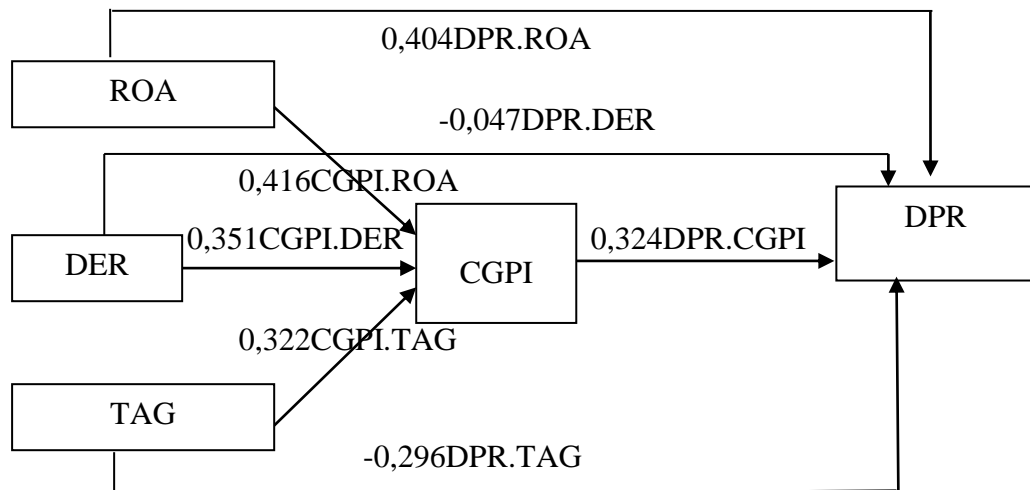 0,404DPR.ROA
ROA
-0,047DPR.DER
0,416CGPI.ROA
DPR
0,351CGPI.DER
0,324DPR.CGPI
DER
CGPI
0,322CGPI.TAG
TAG
-0,296DPR.TAG